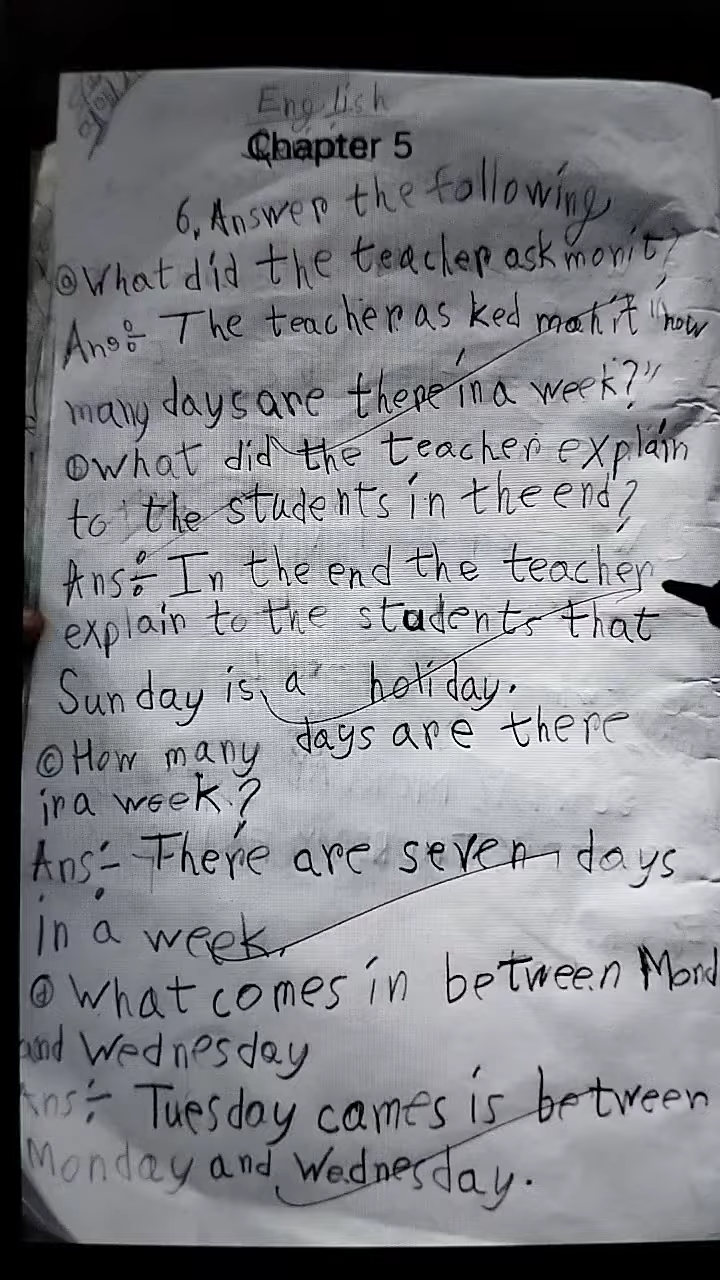 English
Chapter 5
6. Answer the following
ⓐ What did the teacher ask monit?
Ans:- The teacher as ked monit "how
many days are there in a week?"
ⓑ What did the teacher explain
to the students in the end?
Ans:- In the end the teacher
explain to the students that
Sunday is a holiday.
ⓒ How many days are there
in a week.?
Ans:- There are seven days
in a week.
ⓓ What comes in between Mond
and Wednesday
Ans:- Tuesday cames is between
Monday and Wednesday.